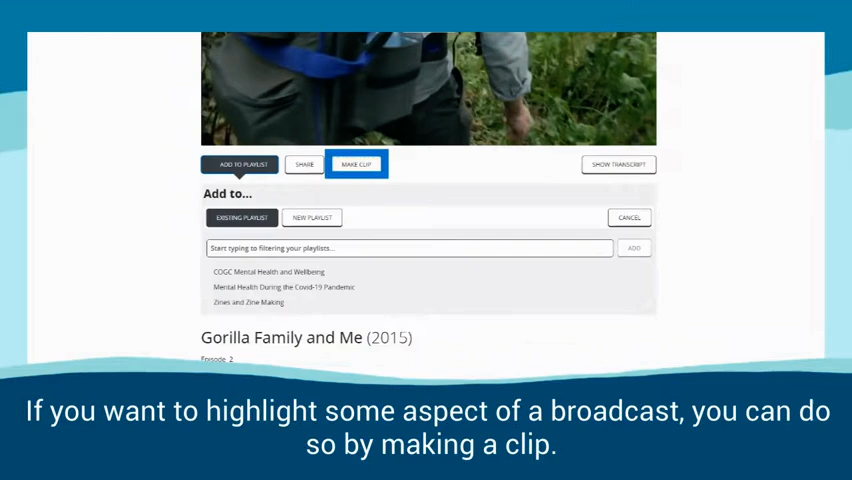 ADD TO PLAYLIST SHARE MAKE CLIP SHOW TRANSCRIPT
Add to...
EXISTING PLAYLIST NEW PLAYLIST CANCEL
Start typing to filtering your playlists... ADD
COGC Mental Health and Wellbeing
Mental Health During the Covid-19 Pandemic
Zines and Zine Making
Gorilla Family and Me (2015)
Episode 2
If you want to highlight some aspect of a broadcast, you can do
so by making a clip.